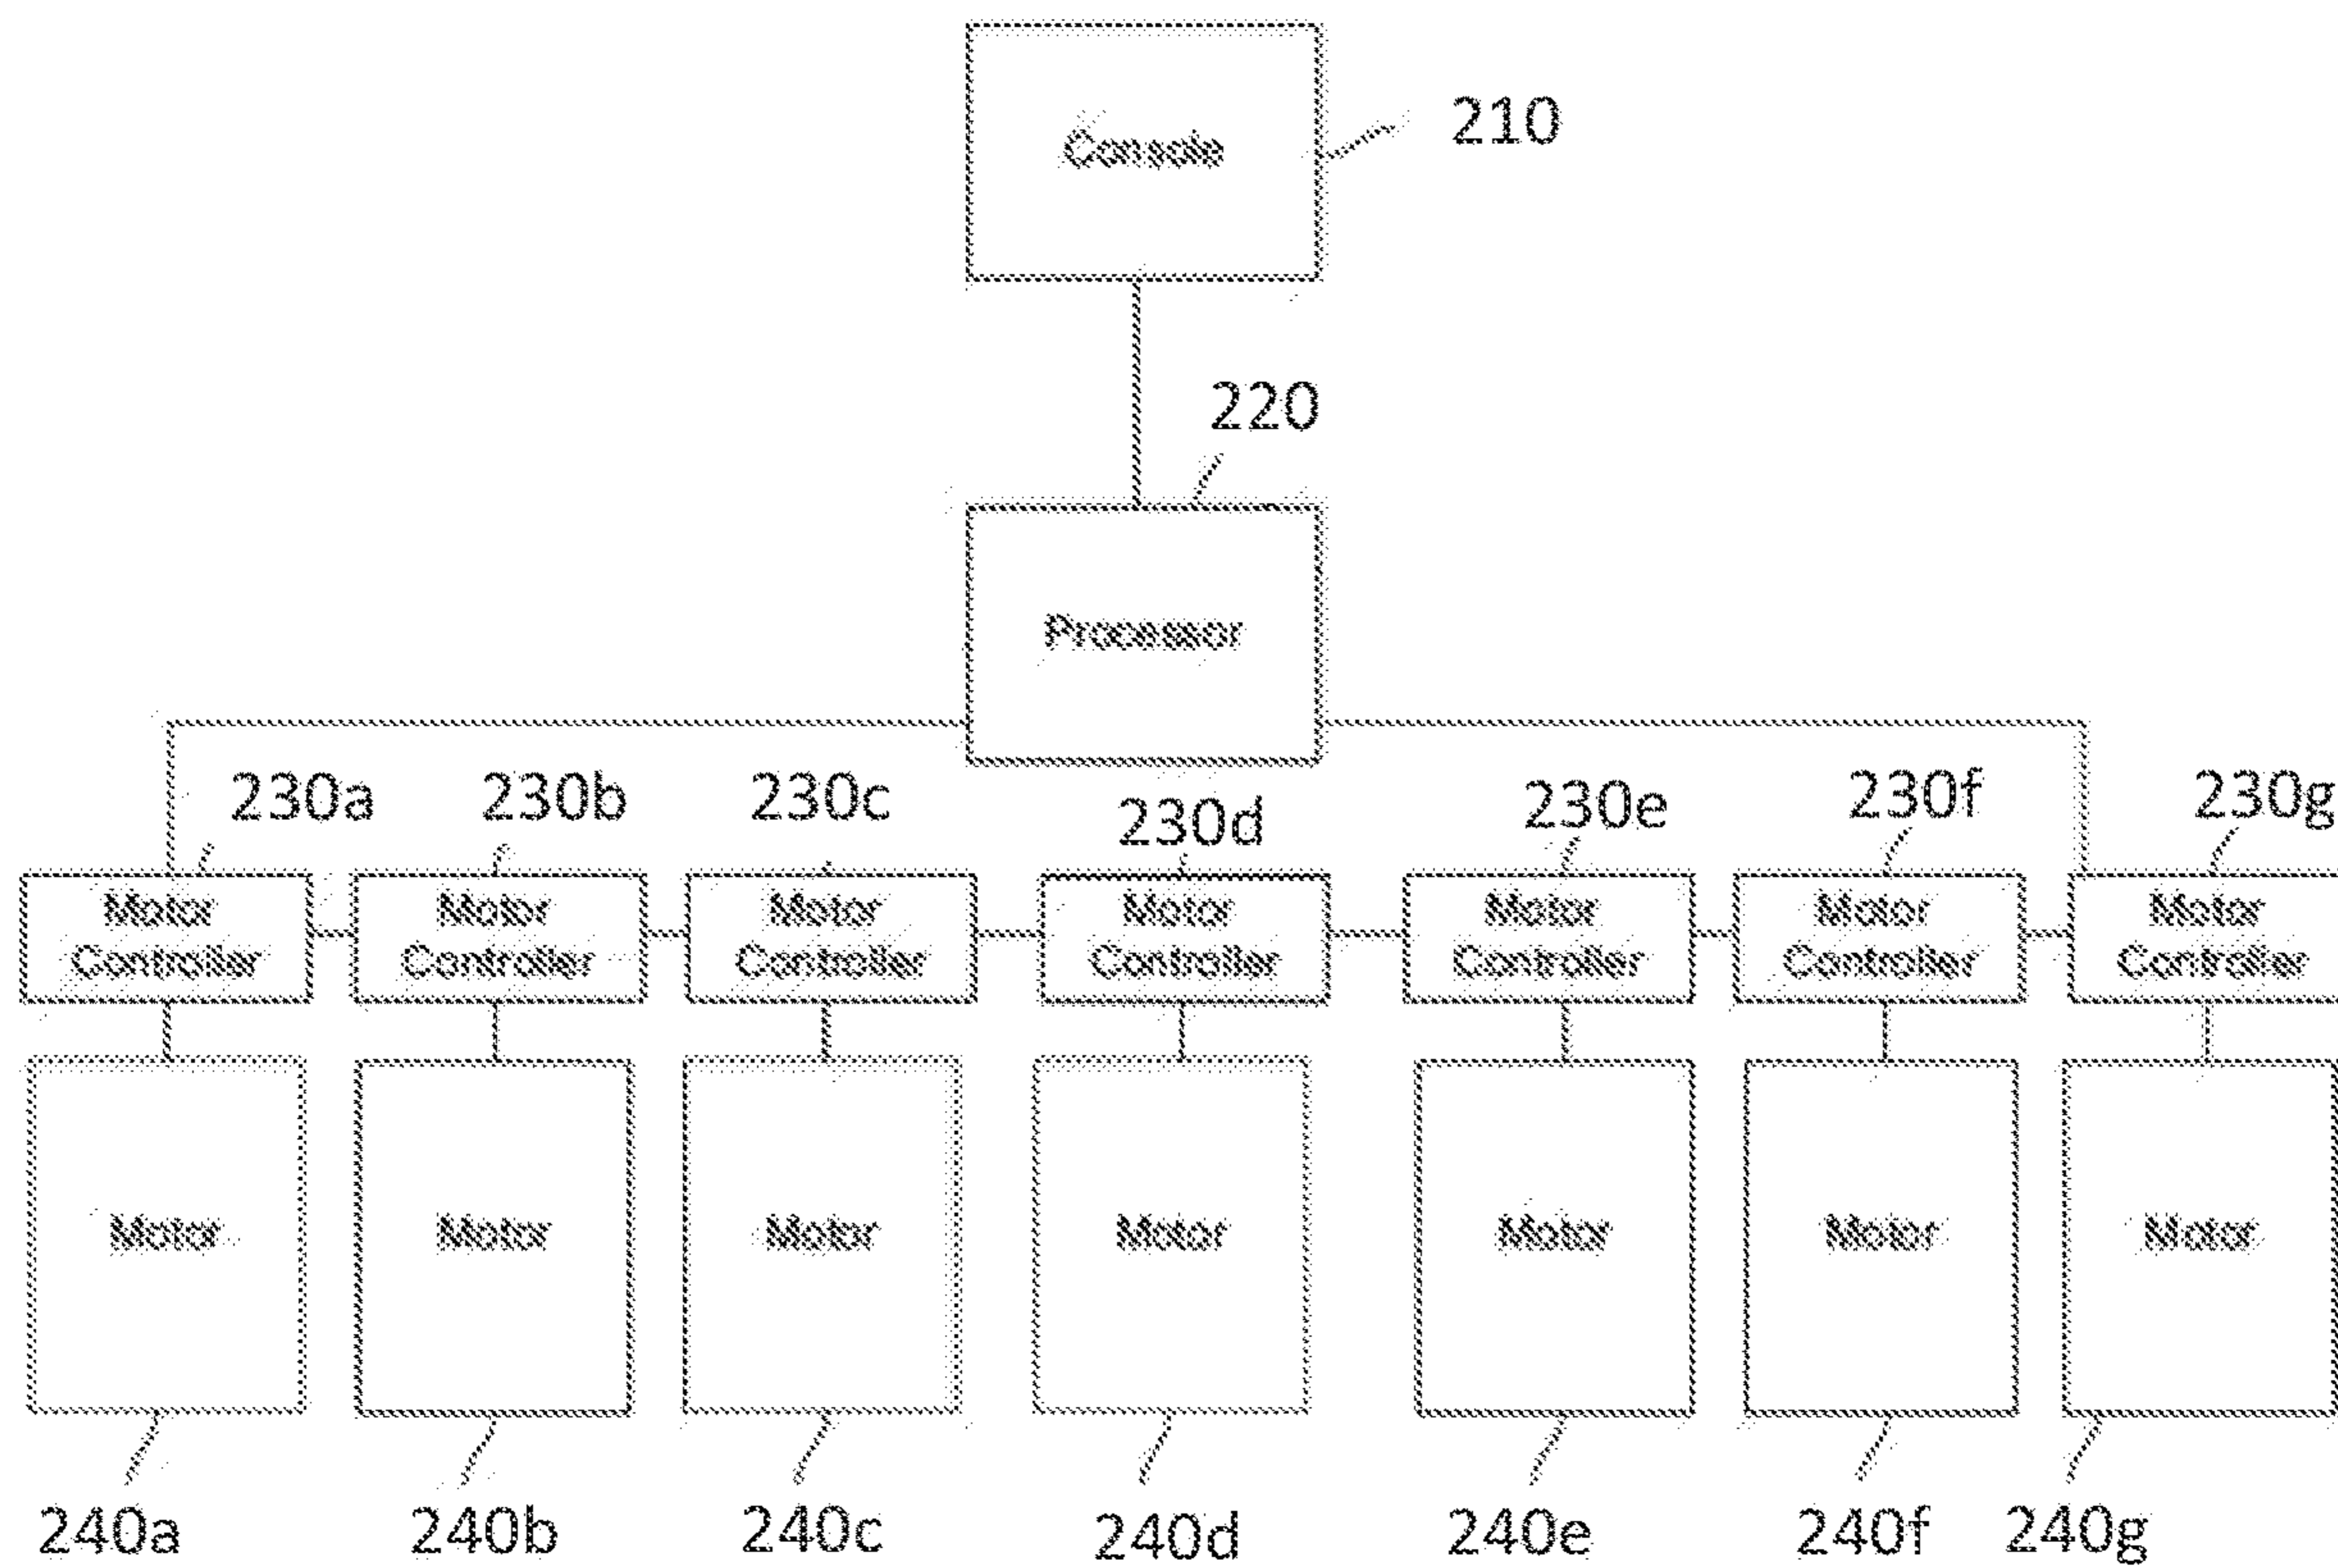 Console
210
220
Processor
230a
230b
230c
230d
230e
230f
230g
Motor
Controller
Motor
Controller
Motor
Controller
Motor
Controller
Motor
Controller
Motor
Controller
Motor
Controller
Motor
Motor
Motor
Motor
Motor
Motor
Motor
240a
240b
240c
240d
240e
240f
240g